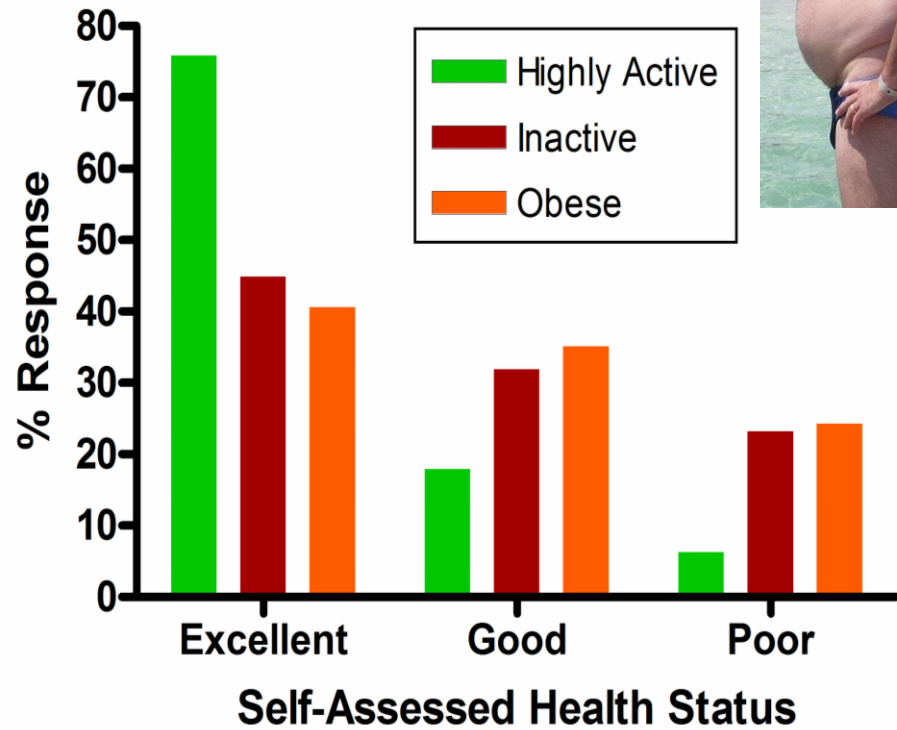 80
70
60
50
40
30
20
10
0
% Response
Highly Active
Inactive
Obese
Excellent Good Poor
Self-Assessed Health Status